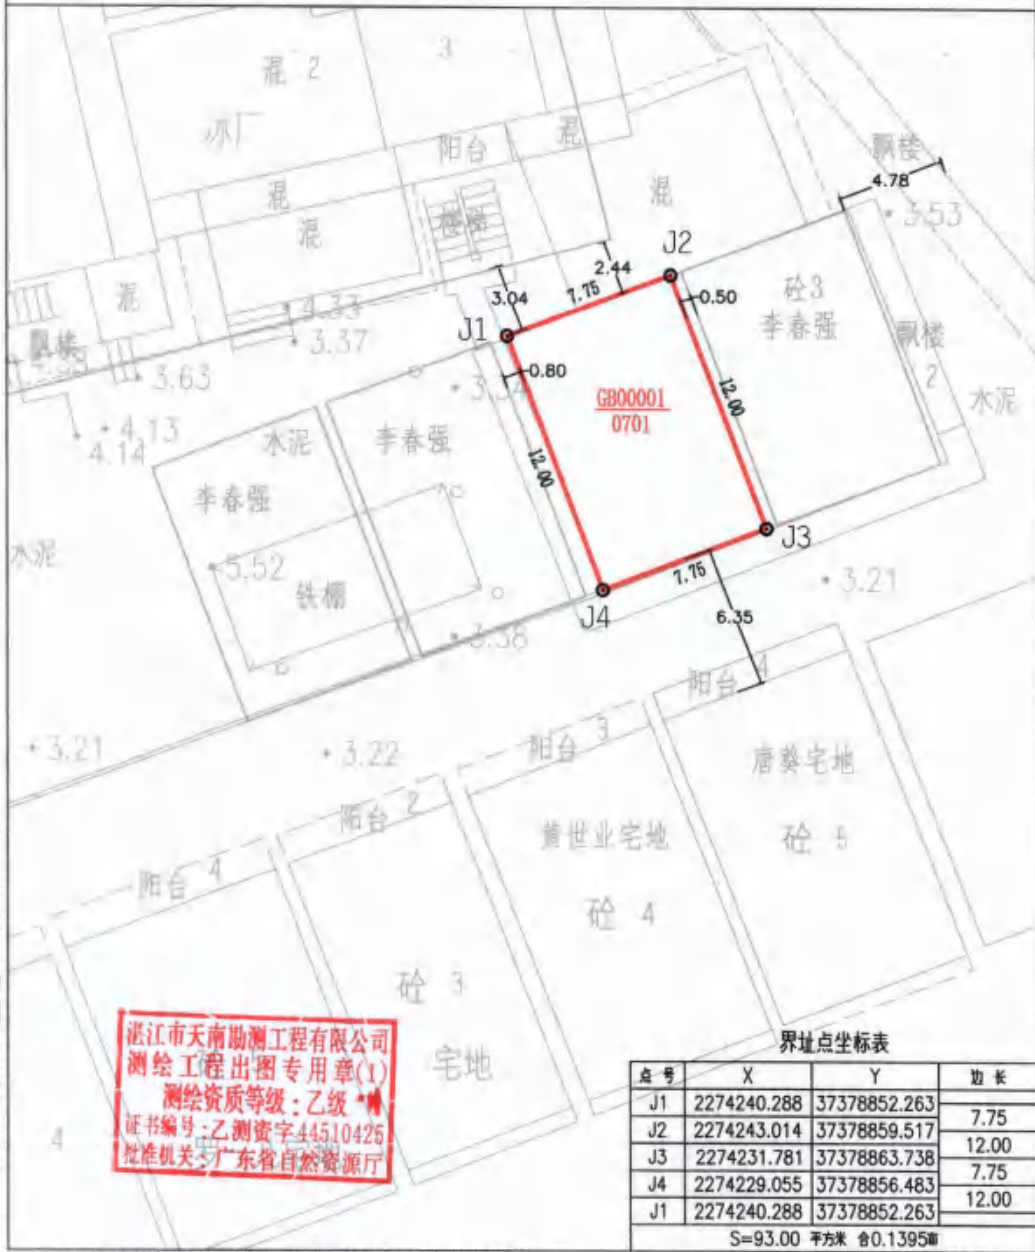 混 2
3
冰厂
阳台
混
飘楼
4.78
3.53
混
混
混
楼梯
混
J2
2.44
7.75
3.04
J1
0.50
砼3
李春强
飘楼
2
水泥
4.33
3.37
飘楼
3.63
4.13
4.14
0.80
3.34
GB00001
0701
12.00
12.00
水泥
李春强
李春强
水泥
5.52
铁棚
J3
7.75
J4
3.21
6.35
3.38
阳台 4
阳台 3
3.21
3.22
唐葵宅地
砼 5
阳台 2
砼 4
阳台 4
砼 3
宅地
4
湛江市天南勘测工程有限公司
测绘工程出图专用章(1)
测绘资质等级：乙级
证书编号：乙测资字44510425
批准机关：广东省自然资源厅
界址点坐标表
点号 X Y 边长
J1 2274240.288 37378852.263
7.75
J2 2274243.014 37378859.517
12.00
J3 2274231.781 37378863.738
7.75
J4 2274229.055 37378856.483
12.00
J1 2274240.288 37378852.263
S=93.00 平方米 合0.1395亩